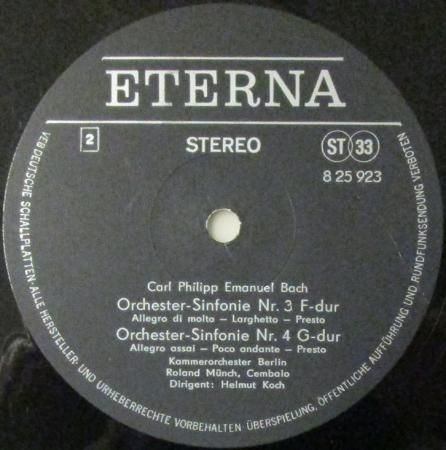 ETERNA
2
STEREO
ST 33
8 25 923
Carl Philipp Emanuel Bach
Orchester-Sinfonie Nr. 3 F-dur
Allegro di molto – Larghetto – Presto
Orchester-Sinfonie Nr. 4 G-dur
Allegro assai – Poco andante – Presto
Kammerorchester Berlin
Roland Münch, Cembalo
Dirigent: Helmut Koch
VEB DEUTSCHE SCHALLPLATTEN·ALLE HERSTELLER- UND URHEBERRECHTE VORBEHALTEN·ÜBERSPIELUNG, ÖFFENTLICHE AUFFÜHRUNG UND RUNDFUNKSENDUNG VERBOTEN